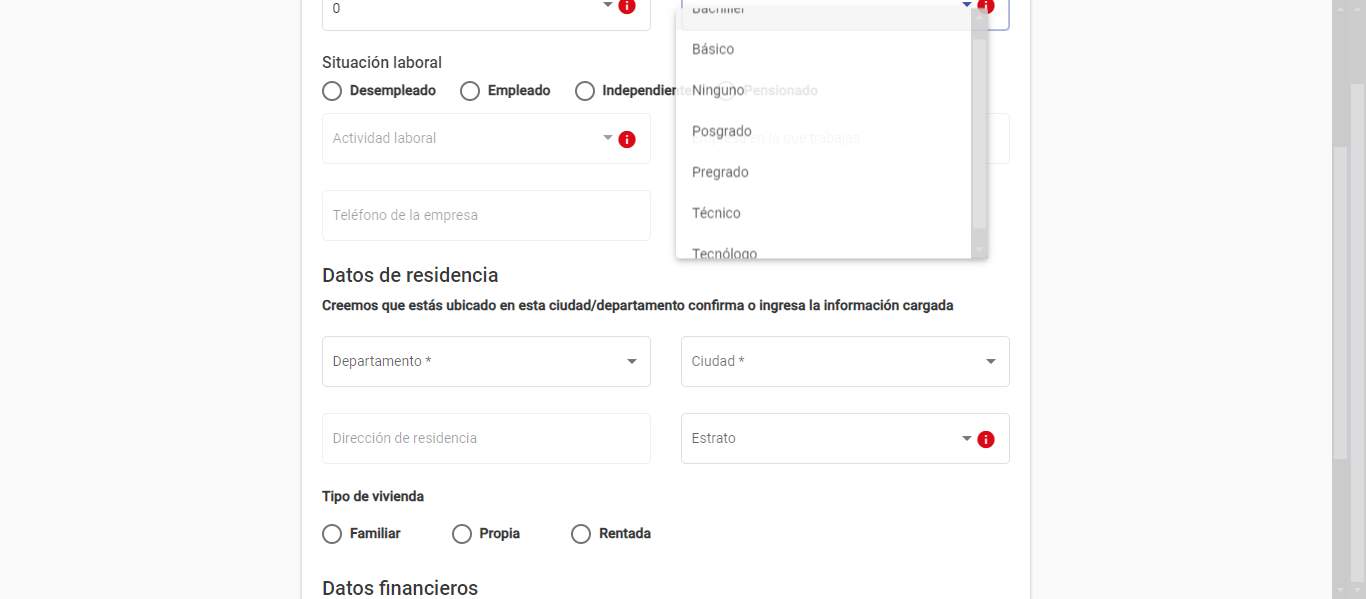 0
Bachiller
Básico
Situación laboral
Desempleado Empleado Independiente Pensionado
Ninguno
Actividad laboral
Posgrado
Empresa en la que trabajas
Pregrado
Teléfono de la empresa
Técnico
Tecnólogo
Datos de residencia
Creemos que estás ubicado en esta ciudad/departamento confirma o ingresa la información cargada
Departamento * Ciudad *
Dirección de residencia Estrato
Tipo de vivienda
Familiar Propia Rentada
Datos financieros